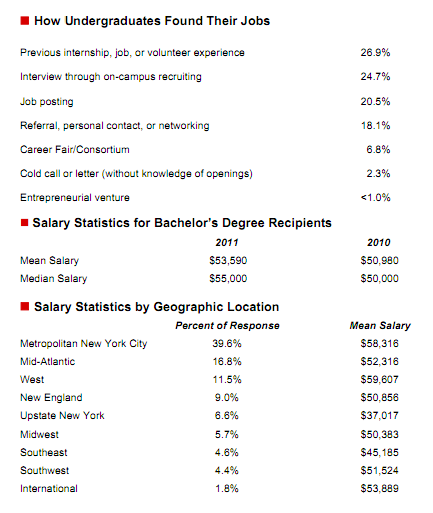 How Undergraduates Found Their Jobs
Previous internship, job, or volunteer experience 26.9%
Interview through on-campus recruiting 24.7%
Job posting 20.5%
Referral, personal contact, or networking 18.1%
Career Fair/Consortium 6.8%
Cold call or letter (without knowledge of openings) 2.3%
Entrepreneurial venture <1.0%
Salary Statistics for Bachelor's Degree Recipients
2011 2010
Mean Salary $53,590 $50,980
Median Salary $55,000 $50,000
Salary Statistics by Geographic Location
Percent of Response Mean Salary
Metropolitan New York City 39.6% $58,316
Mid-Atlantic 16.8% $52,316
West 11.5% $59,607
New England 9.0% $50,856
Upstate New York 6.6% $37,017
Midwest 5.7% $50,383
Southeast 4.6% $45,185
Southwest 4.4% $51,524
International 1.8% $53,889